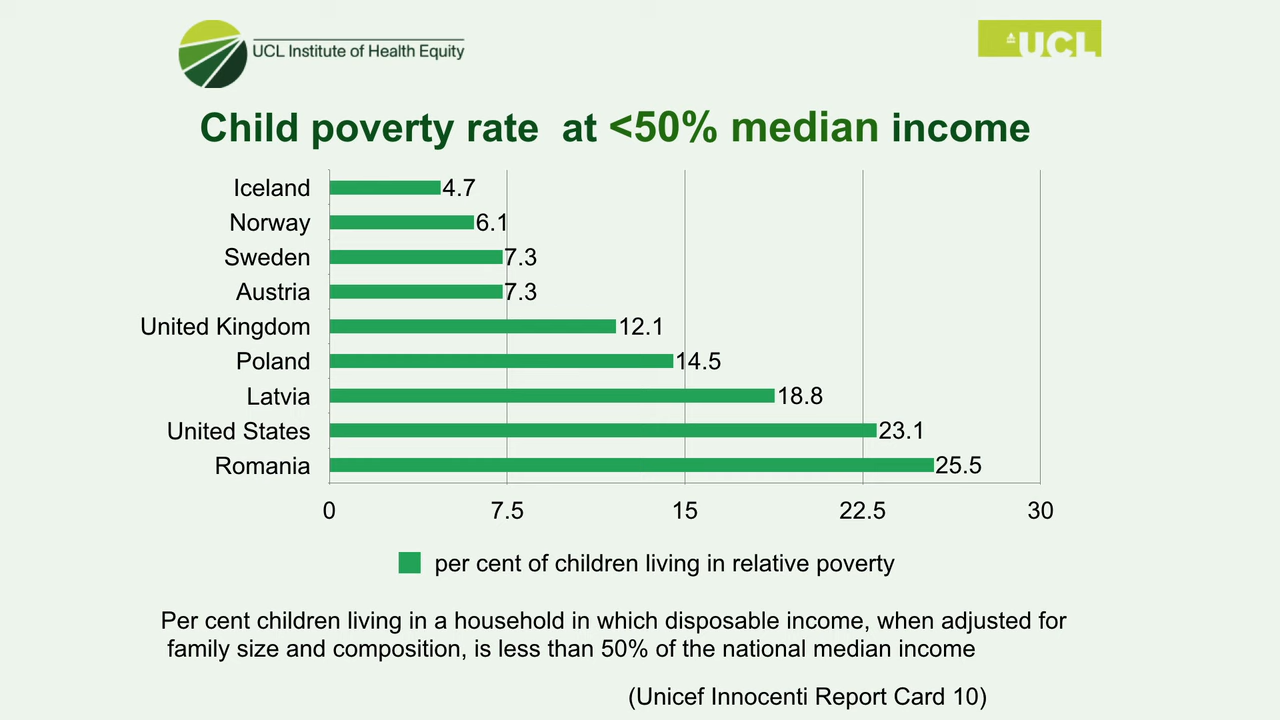 UCL Institute of Health Equity
UCL
Child poverty rate at <50% median income
Iceland 4.7
Norway 6.1
Sweden 7.3
Austria 7.3
United Kingdom 12.1
Poland 14.5
Latvia 18.8
United States 23.1
Romania 25.5
0 7.5 15 22.5 30
per cent of children living in relative poverty
Per cent children living in a household in which disposable income, when adjusted for
family size and composition, is less than 50% of the national median income
(Unicef Innocenti Report Card 10)